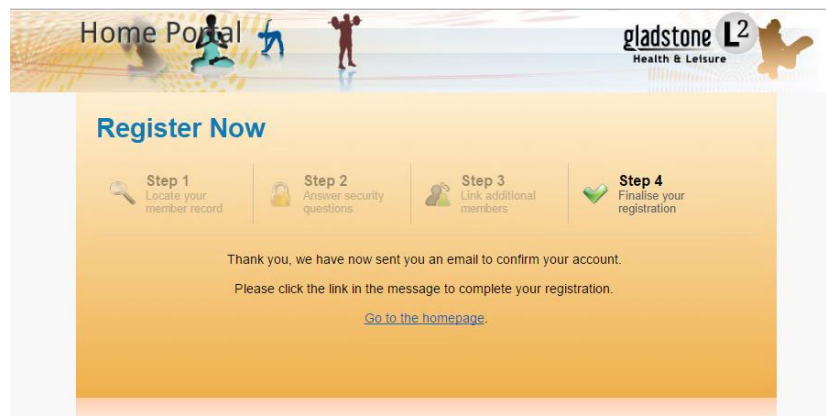 Home Portal
gladstone L2
Health & Leisure
Register Now
Step 1
Locate your
member record
Step 2
Answer security
questions
Step 3
Link additional
members
Step 4
Finalise your
registration
Thank you, we have now sent you an email to confirm your account.
Please click the link in the message to complete your registration.
Go to the homepage.